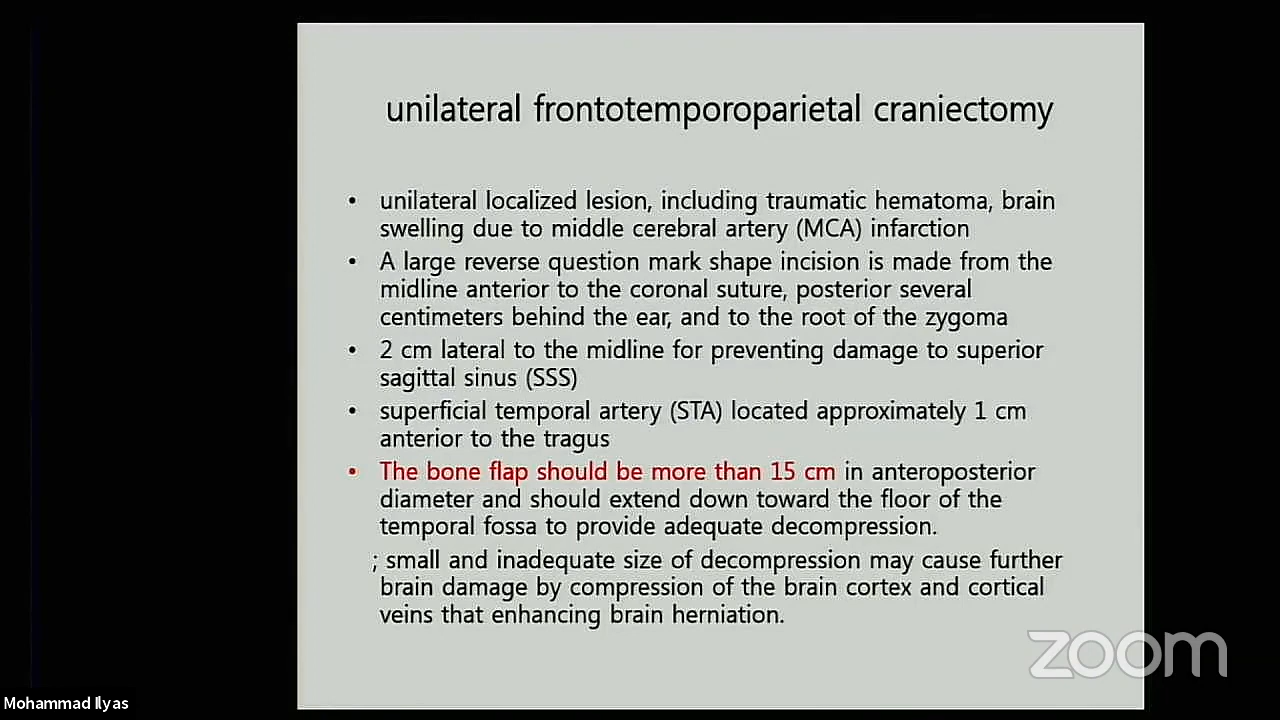 unilateral frontotemporoparietal craniectomy
• unilateral localized lesion, including traumatic hematoma, brain
swelling due to middle cerebral artery (MCA) infarction
• A large reverse question mark shape incision is made from the
midline anterior to the coronal suture, posterior several
centimeters behind the ear, and to the root of the zygoma
• 2 cm lateral to the midline for preventing damage to superior
sagittal sinus (SSS)
• superficial temporal artery (STA) located approximately 1 cm
anterior to the tragus
• The bone flap should be more than 15 cm in anteroposterior
diameter and should extend down toward the floor of the
temporal fossa to provide adequate decompression.
; small and inadequate size of decompression may cause further
brain damage by compression of the brain cortex and cortical
veins that enhancing brain herniation.
zoom
Mohammad Ilyas